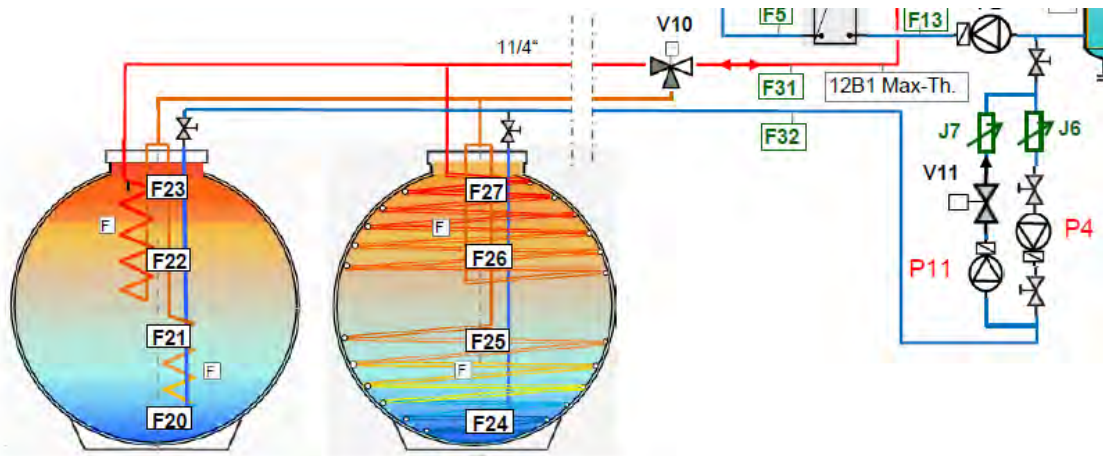 F5
F13
V10
11/4“
F31
12B1 Max-Th.
F32
J7
J6
V11
P4
P11
F23
F27
F
F
F22
F26
F21
F25
F
F
F20
F24